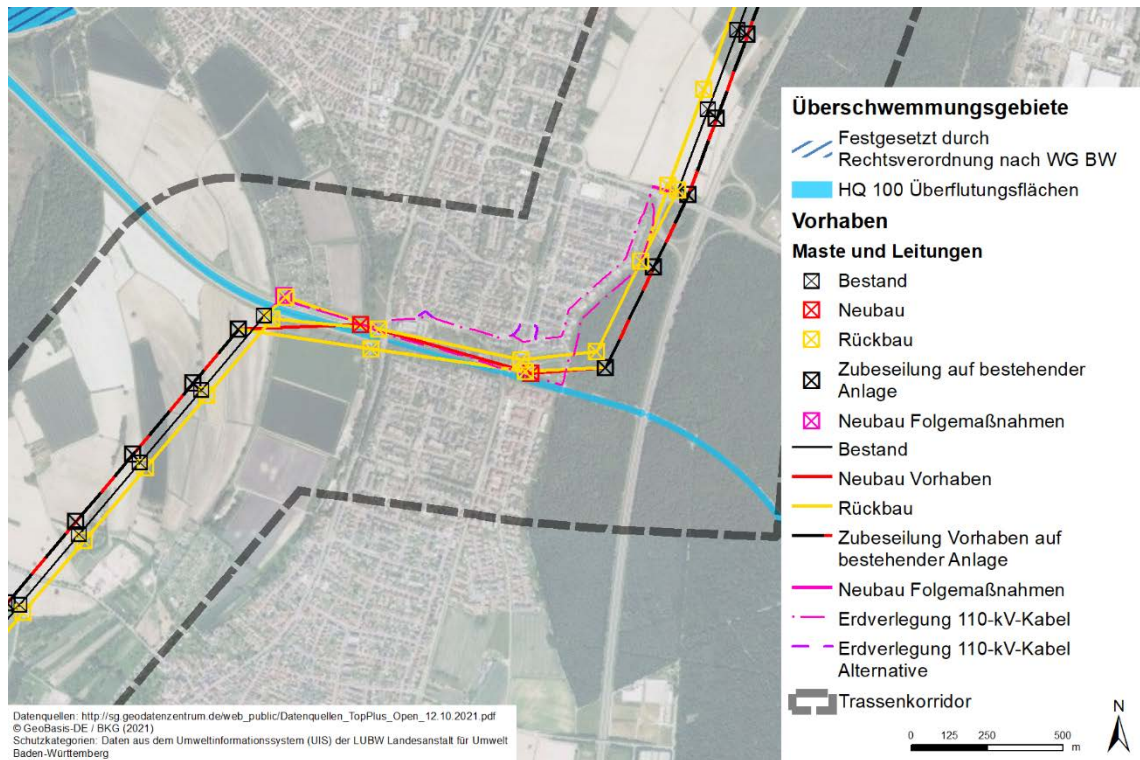 Überschwemmungsgebiete
Festgesetzt durch
Rechtsverordnung nach WG BW
HQ 100 Überflutungsflächen
Vorhaben
Maste und Leitungen
Bestand
Neubau
Rückbau
Zubeseilung auf bestehender
Anlage
Neubau Folgemaßnahmen
Bestand
Neubau Vorhaben
Rückbau
Zubeseilung Vorhaben auf
bestehender Anlage
Neubau Folgemaßnahmen
Erdverlegung 110-kV-Kabel
Erdverlegung 110-kV-Kabel
Alternative
Trassenkorridor
N
0 125 250 500
m
Datenquellen: http://sg.geodatenzentrum.de/web_public/Datenquellen_TopPlus_Open_12.10.2021.pdf
© GeoBasis-DE / BKG (2021)
Schutzkategorien: Daten aus dem Umweltinformationssystem (UIS) der LUBW Landesanstalt für Umwelt
Baden-Württemberg